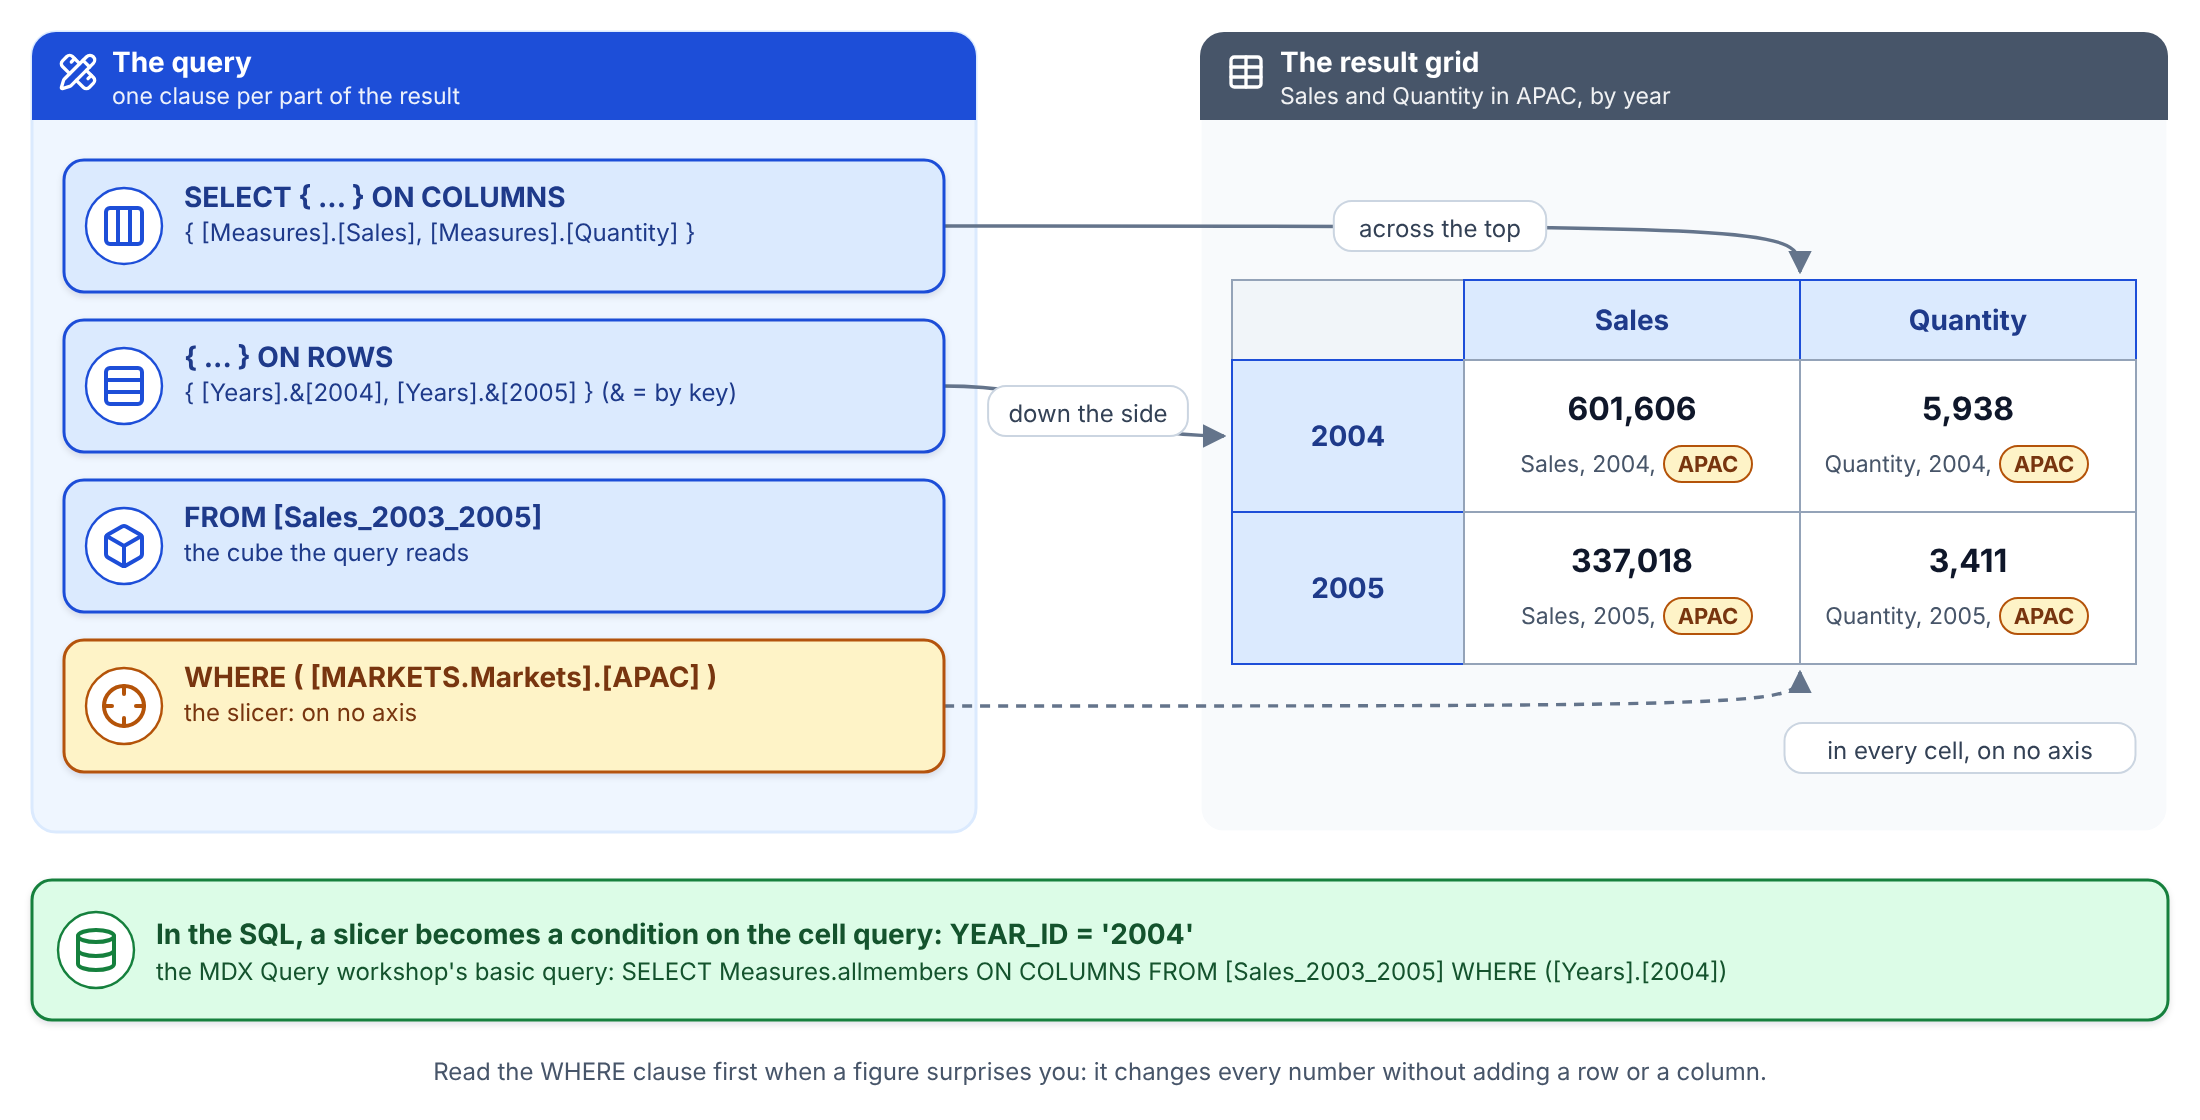 The query
one clause per part of the result
SELECT { ... } ON COLUMNS
{ [Measures].[Sales], [Measures].[Quantity] }
{ ... } ON ROWS
{ [Years].&[2004], [Years].&[2005] } (& = by key)
FROM [Sales_2003_2005]
the cube the query reads
WHERE ( [MARKETS.Markets].[APAC] )
the slicer: on no axis
across the top
down the side
The result grid
Sales and Quantity in APAC, by year
Sales Quantity
2004 601,606 5,938
Sales, 2004, APAC Quantity, 2004, APAC
2005 337,018 3,411
Sales, 2005, APAC Quantity, 2005, APAC
in every cell, on no axis
In the SQL, a slicer becomes a condition on the cell query: YEAR_ID = '2004'
the MDX Query workshop's basic query: SELECT Measures.allmembers ON COLUMNS FROM [Sales_2003_2005] WHERE ([Years].[2004])
Read the WHERE clause first when a figure surprises you: it changes every number without adding a row or a column.